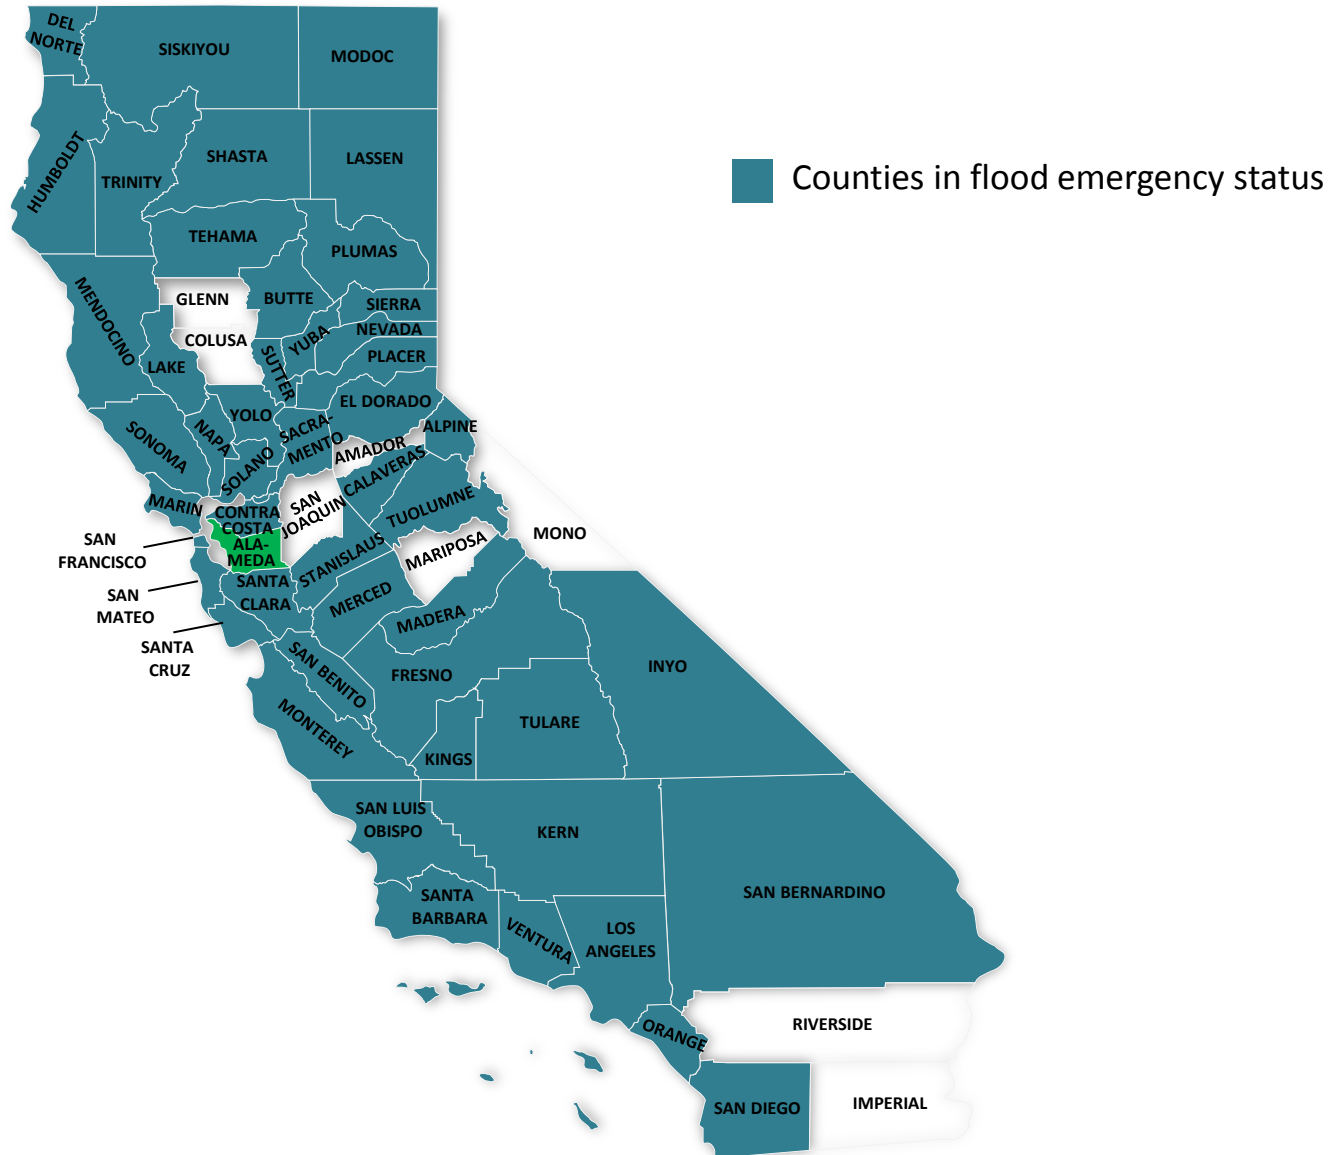 DEL
NORTE
SISKIYOU
MODOC
HUMBOLDT
TRINITY
SHASTA
LASSEN
Counties in flood emergency status
TEHAMA
PLUMAS
MENDOCINO
GLENN
BUTTE
SIERRA
COLUSA
YUBA
NEVADA
LAKE
SUTTER
PLACER
SONOMA
NAPA
YOLO
EL DORADO
SACRA-
MENTO
ALPINE
SOLANO
AMADOR
CALAVERAS
MARIN
CONTRA
COSTA
SAN
JOAQUIN
TUOLUMNE
SAN
FRANCISCO
ALA-
MEDA
STANISLAUS
MARIPOSA
MONO
SAN
MATEO
SANTA
CLARA
MERCED
MADERA
SANTA
CRUZ
SAN BENITO
FRESNO
INYO
MONTEREY
TULARE
KINGS
SAN LUIS
OBISPO
KERN
SANTA
BARBARA
VENTURA
LOS
ANGELES
SAN BERNARDINO
ORANGE
RIVERSIDE
SAN DIEGO
IMPERIAL